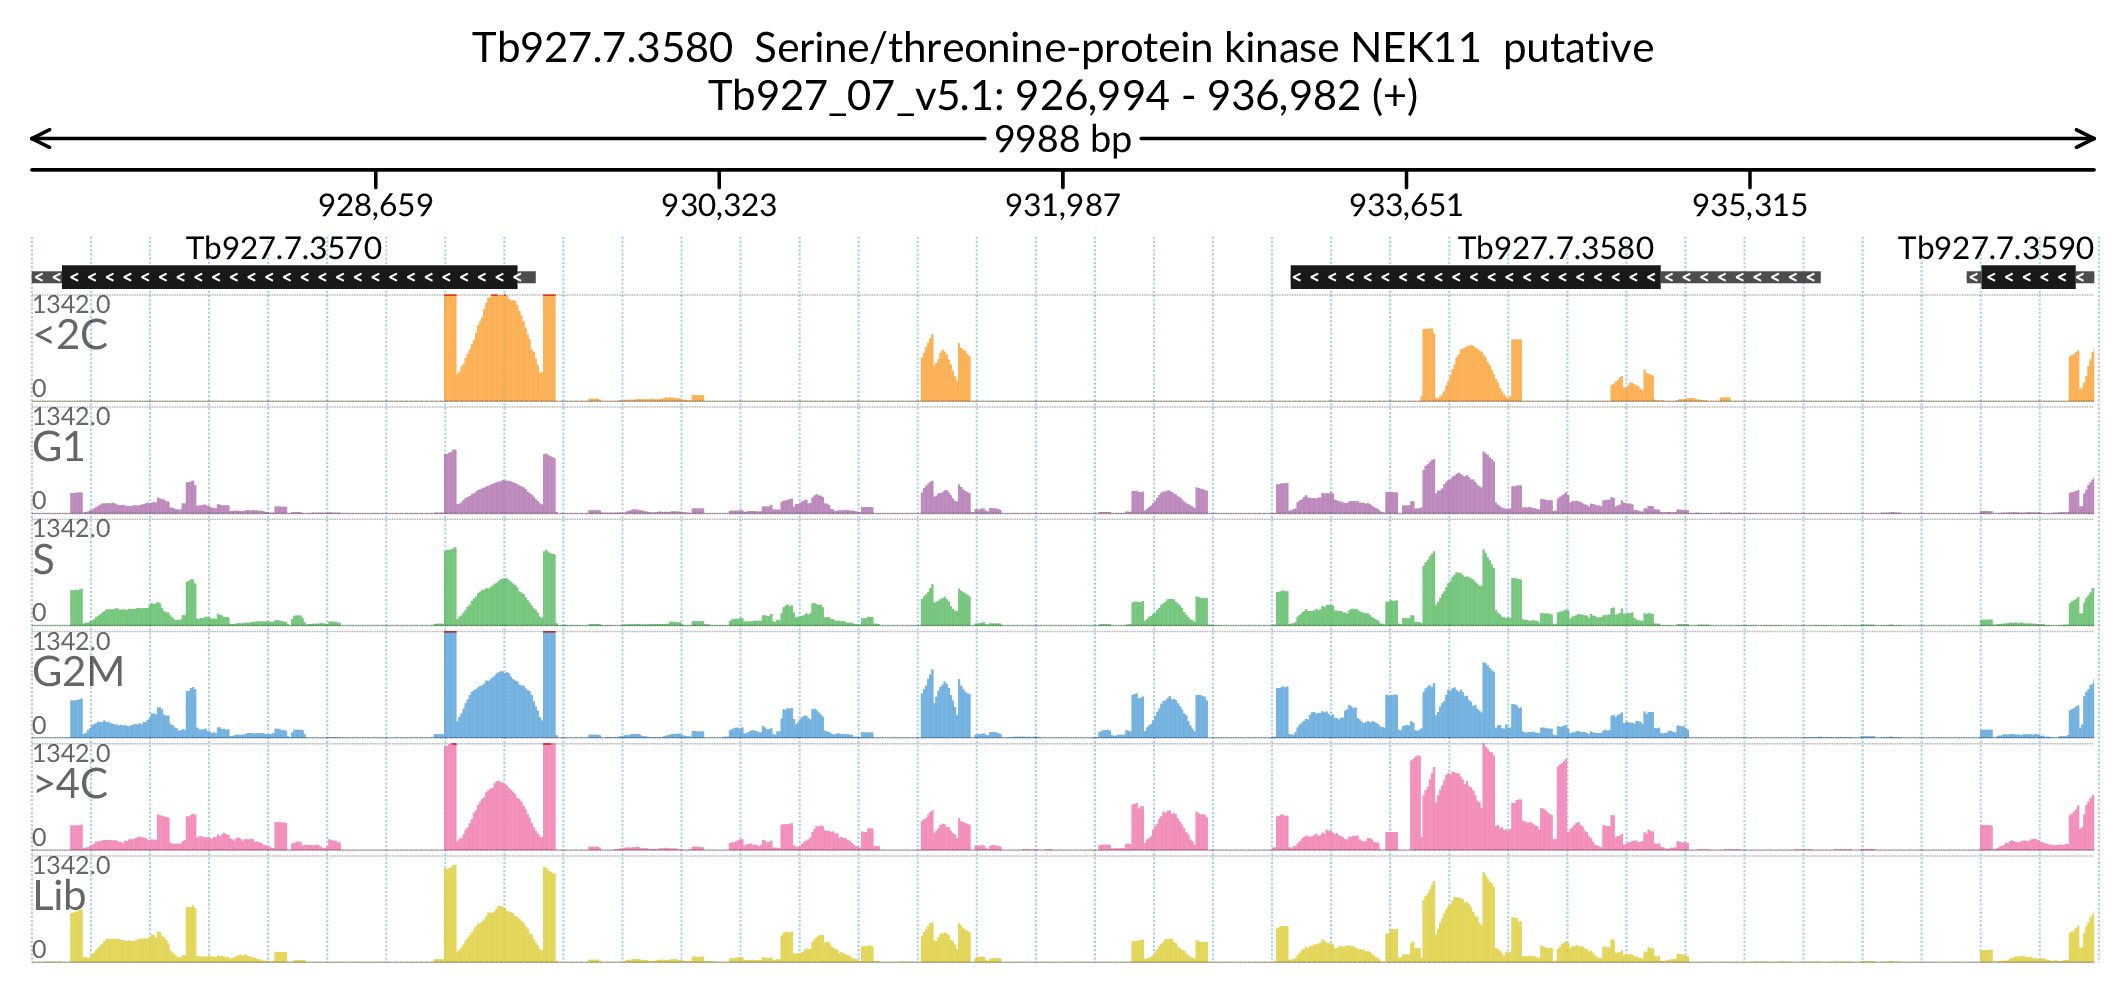 Tb927.7.3580  Serine/threonine-protein kinase NEK11  putative
Tb927_07_v5.1: 926,994 - 936,982 (+)
9988 bp
928,659 930,323 931,987 933,651 935,315
Tb927.7.3570 Tb927.7.3580 Tb927.7.3590
1342.0
<2C
0
1342.0
G1
0
1342.0
S
0
1342.0
G2M
0
1342.0
>4C
0
1342.0
Lib
0